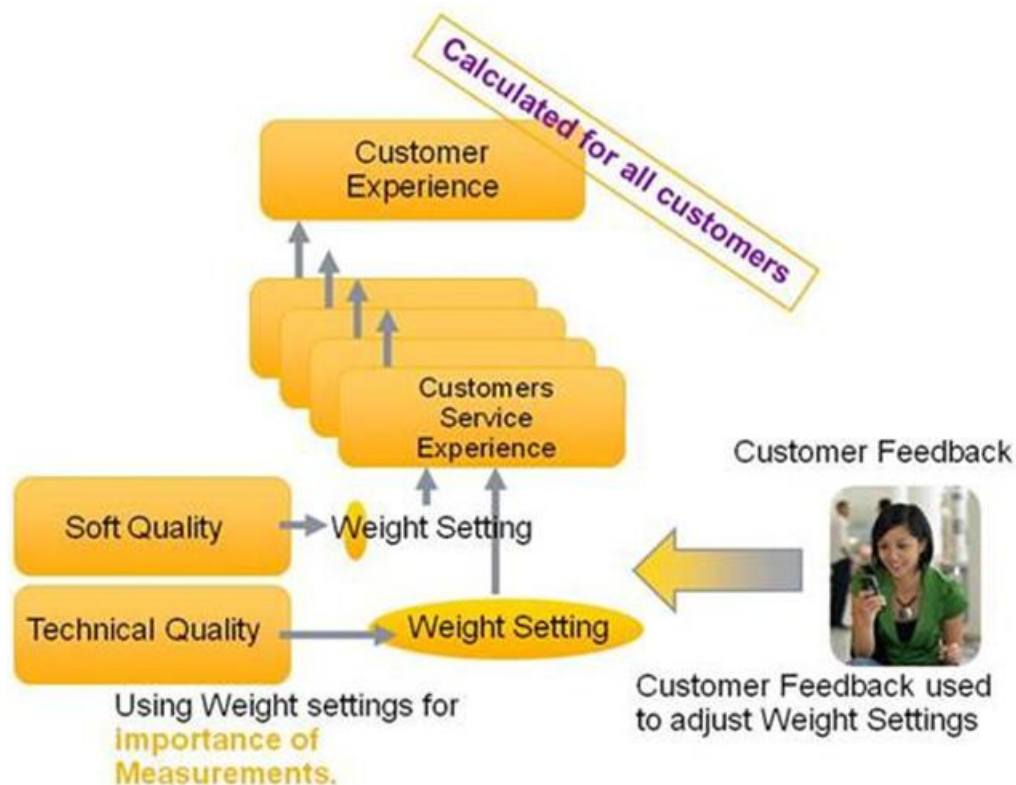 Calculated for all customers
Customer
Experience
Customers
Service
Experience
Customer Feedback
Soft Quality
Weight Setting
Technical Quality
Weight Setting
Customer Feedback used
to adjust Weight Settings
Using Weight settings for
importance of
Measurements.